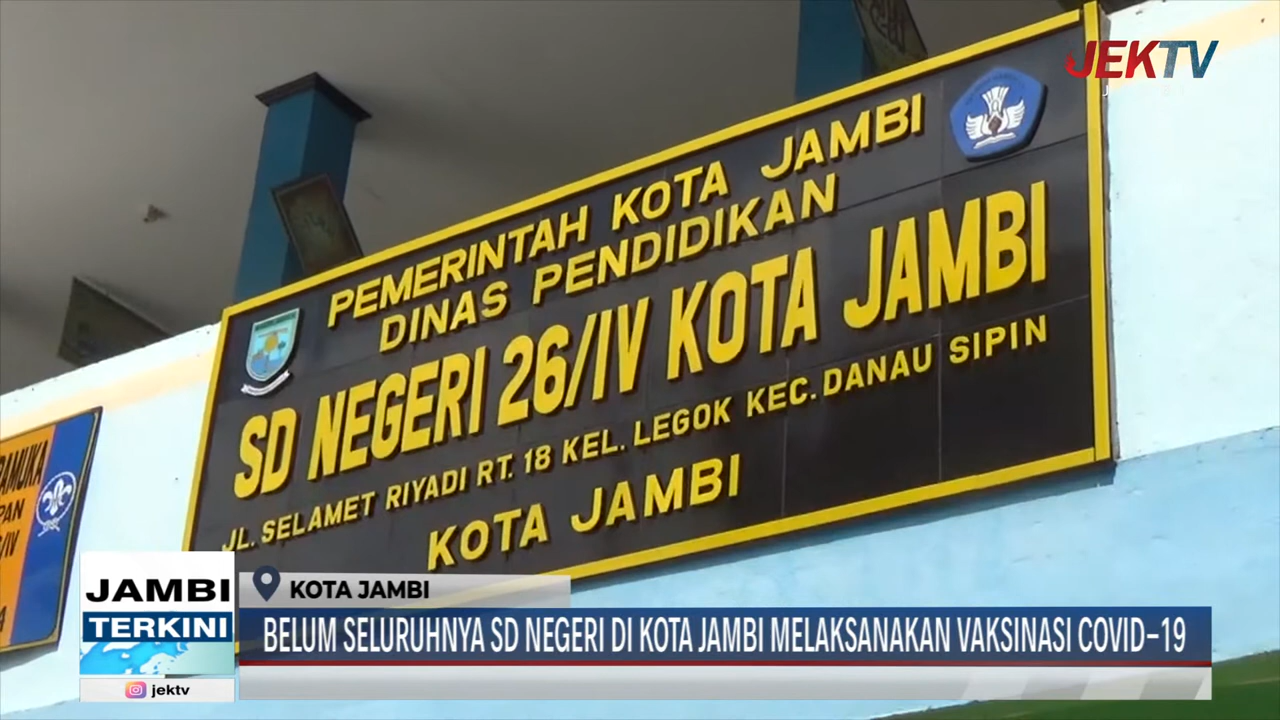 JEKTV
PEMERINTAH KOTA JAMBI
DINAS PENDIDIKAN
SD NEGERI 26/IV KOTA JAMBI
JL. SELAMET RIYADI RT. 18 KEL. LEGOK KEC. DANAU SIPIN
KOTA JAMBI
KOTA JAMBI
JAMBI
TERKINI
BELUM SELURUHNYA SD NEGERI DI KOTA JAMBI MELAKSANAKAN VAKSINASI COVID-19
jektv